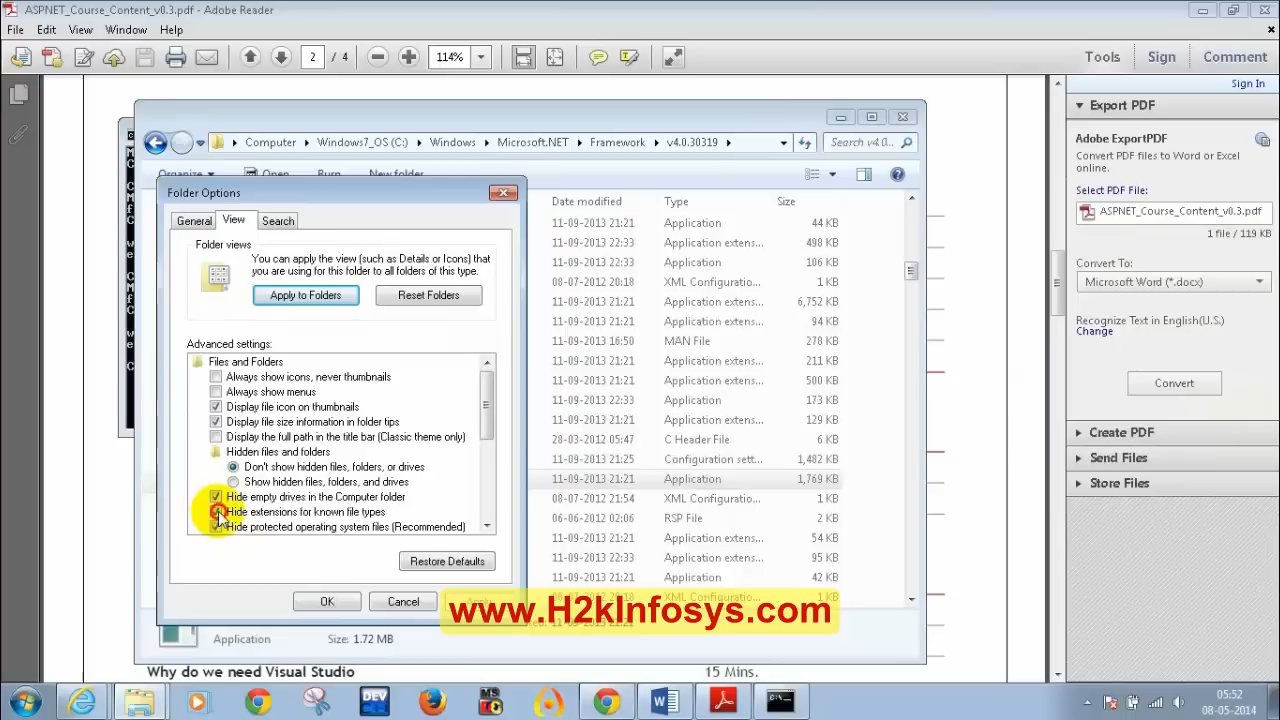 ASPNET_Course_Content_v0.3.pdf - Adobe Reader
File Edit View Window Help
2 / 4 114% Tools Sign Comment
Sign In
Export PDF
Adobe ExportPDF
Convert PDF files to Word or Excel
online.
Select PDF File:
ASPNET_Course_Content_v0.3.pdf
1 file / 119 KB
Convert To:
Microsoft Word (*.docx)
Recognize Text in English(U.S.)
Change
Convert
Create PDF
Send Files
Store Files
Computer Windows7_OS (C:) Windows Microsoft.NET Framework v4.0.30319 Search v4.0...
Organize Open Burn New folder
Date modified Type Size
11-09-2013 21:21 Application 44 KB
11-09-2013 22:33 Application extens... 498 KB
11-09-2013 22:33 Application 106 KB
08-07-2012 20:18 XML Configuratio... 1 KB
11-09-2013 21:21 Application extens... 6,752 KB
11-09-2013 21:21 Application extens... 94 KB
11-09-2013 16:50 MAN File 278 KB
11-09-2013 21:21 Application extens... 211 KB
11-09-2013 21:21 Application extens... 500 KB
11-09-2013 22:33 Application 173 KB
11-09-2013 21:21 Application extens... 129 KB
28-03-2012 05:47 C Header File 6 KB
11-09-2013 21:25 Configuration sett... 1,482 KB
11-09-2013 21:21 Application 1,769 KB
08-07-2012 21:54 XML Configuratio... 1 KB
06-06-2012 02:06 RSP File 2 KB
11-09-2013 21:21 Application extens... 54 KB
11-09-2013 22:33 Application extens... 95 KB
11-09-2013 21:21 Application 42 KB
08-07-2012 20:18 XML Configuratio... 1 KB
Folder Options
General View Search
Folder views
You can apply the view (such as Details or Icons) that
you are using for this folder to all folders of this type.
Apply to Folders Reset Folders
Advanced settings:
Files and Folders
Always show icons, never thumbnails
Always show menus
Display file icon on thumbnails
Display file size information in folder tips
Display the full path in the title bar (Classic theme only)
Hidden files and folders
Don't show hidden files, folders, or drives
Show hidden files, folders, and drives
Hide empty drives in the Computer folder
Hide extensions for known file types
Hide protected operating system files (Recommended)
Restore Defaults
OK Cancel
www.H2kInfosys.com
Application Size: 1.72 MB
Why do we need Visual Studio 15 Mins.
DEV
MS
05:52
08-05-2014